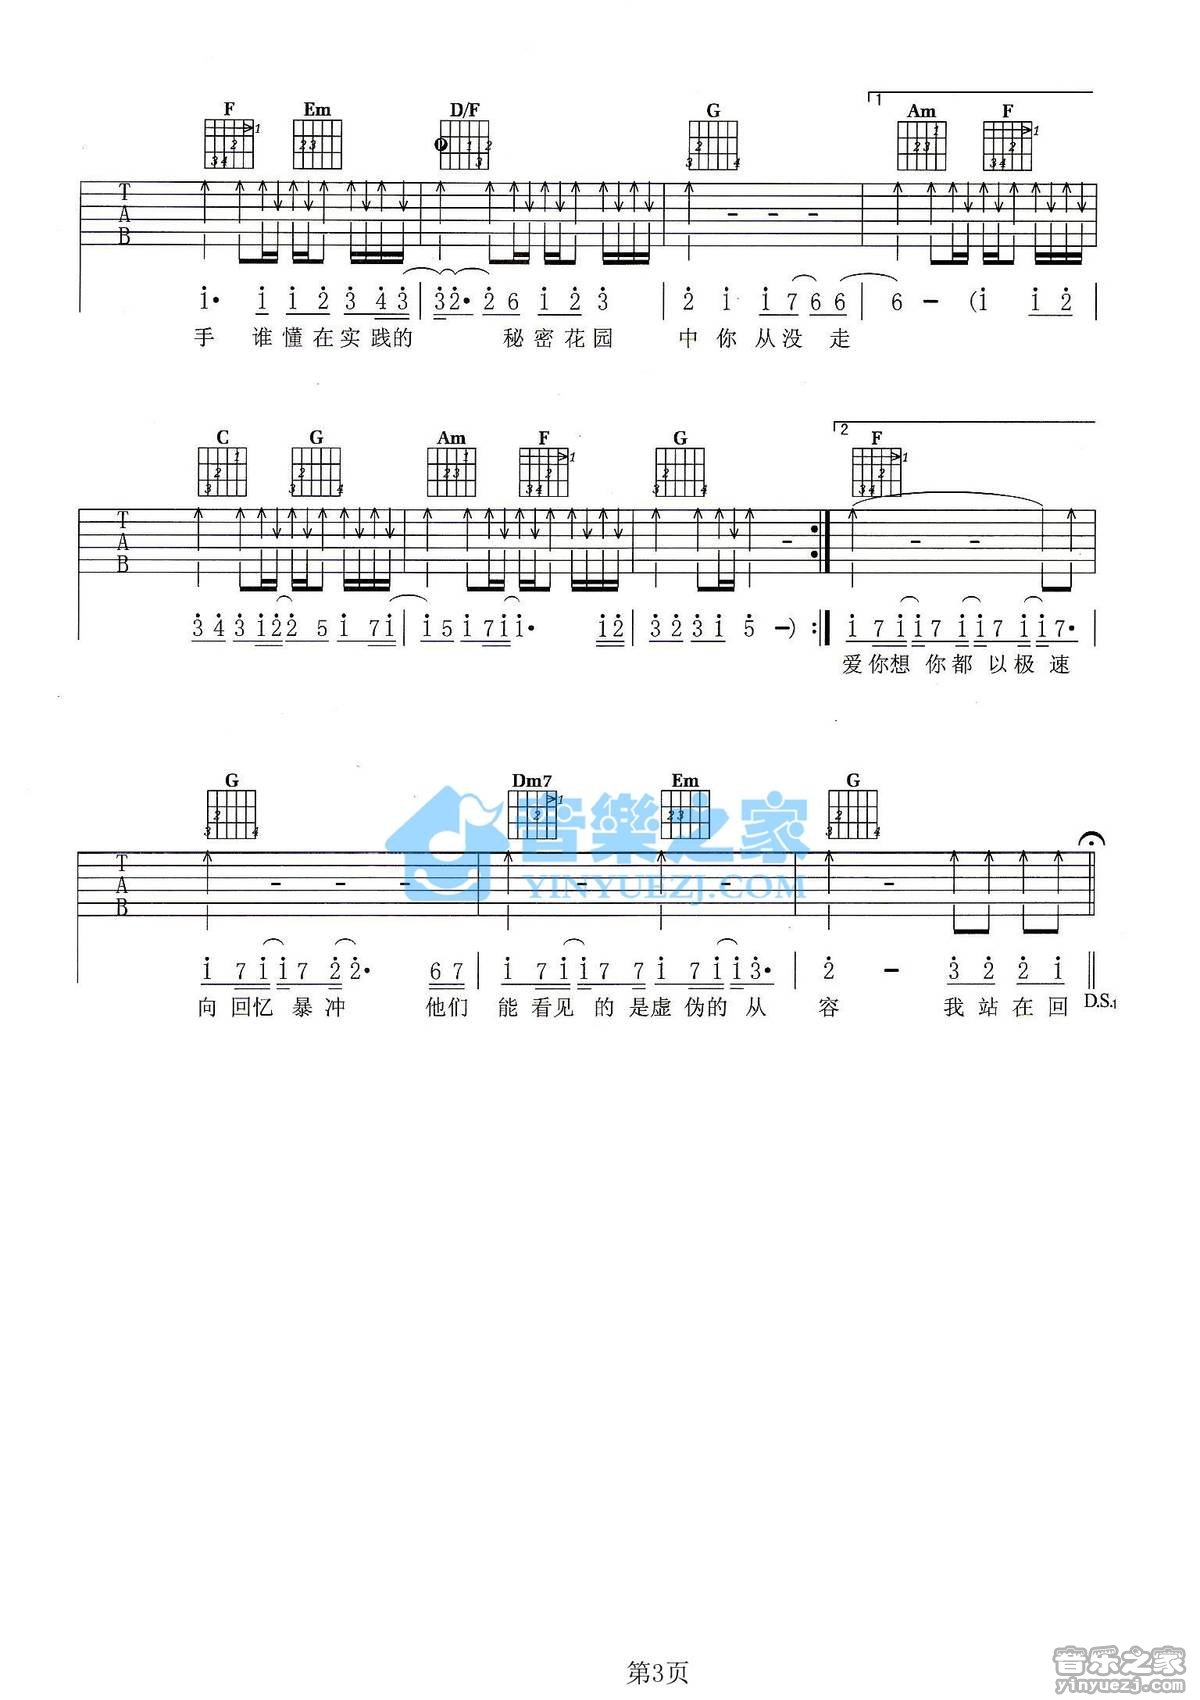 F Em D/F G 1 Am F
T A B
i· i i 2 3 4 3 | 3 2· 2 6 i 2 3 | 2 i i 7 6 6 | 6 - (i i 2 |
手 谁懂在实践的 秘密花园 中你从没走
C G Am F G 2 F
T A B
3 4 3 i 2 2 5 i 7 i | i 5 i 7 i i· i 2 | 3 2 3 i 5 -) :‖ i 7 i i 7 i i 7 i i 7· |
爱你想你都以极速
G Dm7 Em G
音樂之家
YINYUEZJ.COM
T A B
i 7 i i 7 2 2· 6 7 | i 7 i i 7 7 i 7 i i 3· | 2 - 3 2 2 i ‖
向回忆暴冲 他们 能看见的是虚伪的从 容 我站在回 D.S.1
第3页
音乐之家
yinyuezj.com